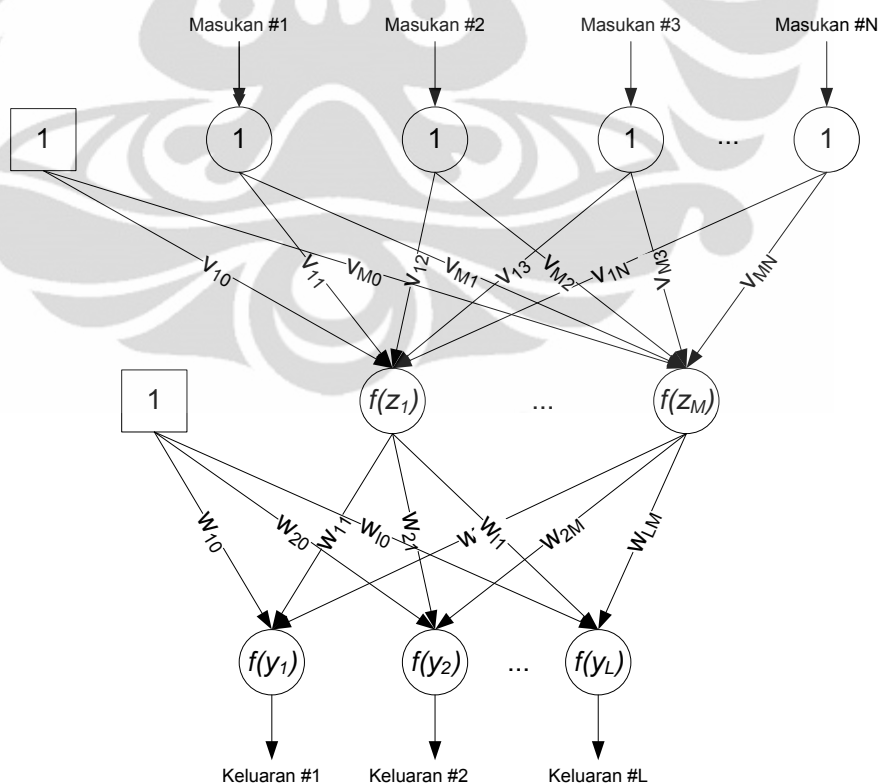 Masukan #1 Masukan #2 Masukan #3 Masukan #N
1 1 1 1 ... 1
v10 v11 vM0 v12 vM1 v13 vM2 v1N vN3 vMN
1 f(z1) ... f(zM)
w10 w20 w11 wl0 w21 wl1 w2M wLM
f(y1) f(y2) ... f(yL)
Keluaran #1 Keluaran #2 Keluaran #L